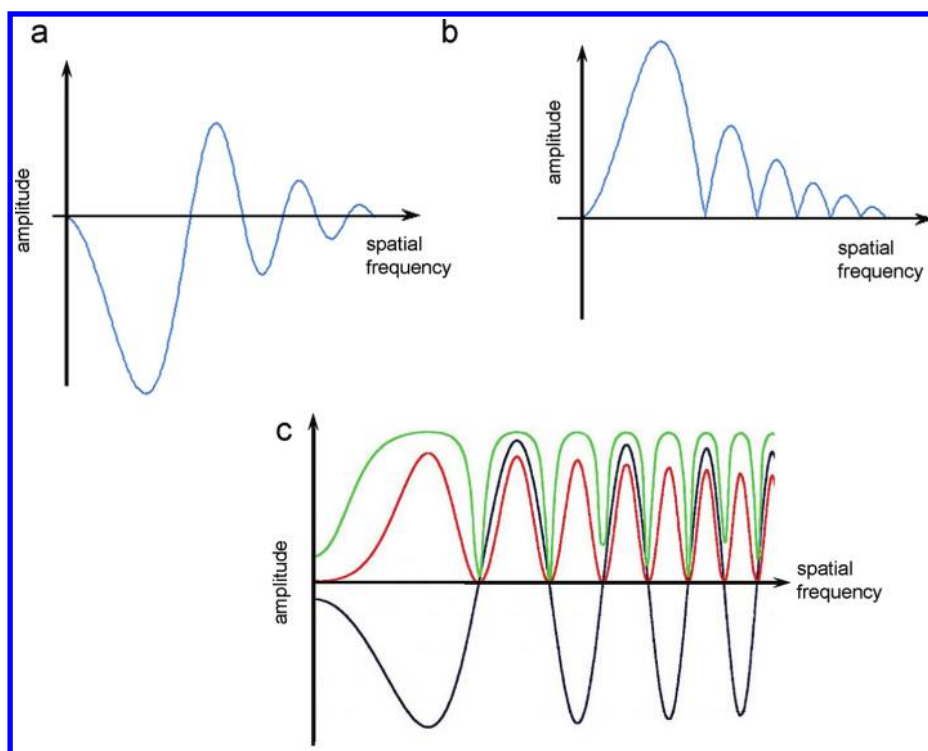 a
amplitude
spatial
frequency
b
amplitude
spatial
frequency
c
amplitude
spatial
frequency